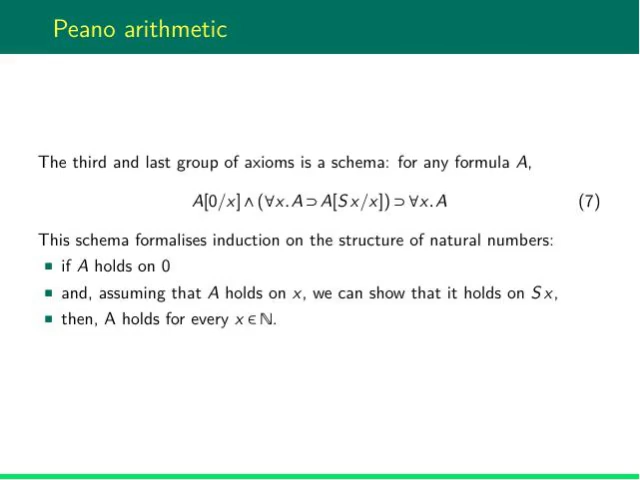 Peano arithmetic
The third and last group of axioms is a schema: for any formula A,
A[0/x] ∧ (∀x. A ⊃ A[Sx/x]) ⊃ ∀x. A (7)
This schema formalises induction on the structure of natural numbers:
▪ if A holds on 0
▪ and, assuming that A holds on x, we can show that it holds on Sx,
▪ then, A holds for every x ∈ ℕ.